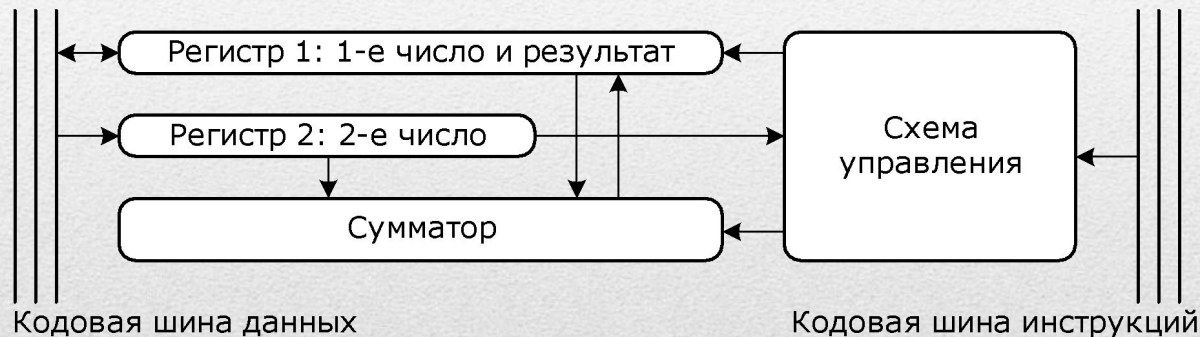 Регистр 1: 1-е число и результат
Регистр 2: 2-е число
Сумматор
Схема
управления
Кодовая шина данных
Кодовая шина инструкций